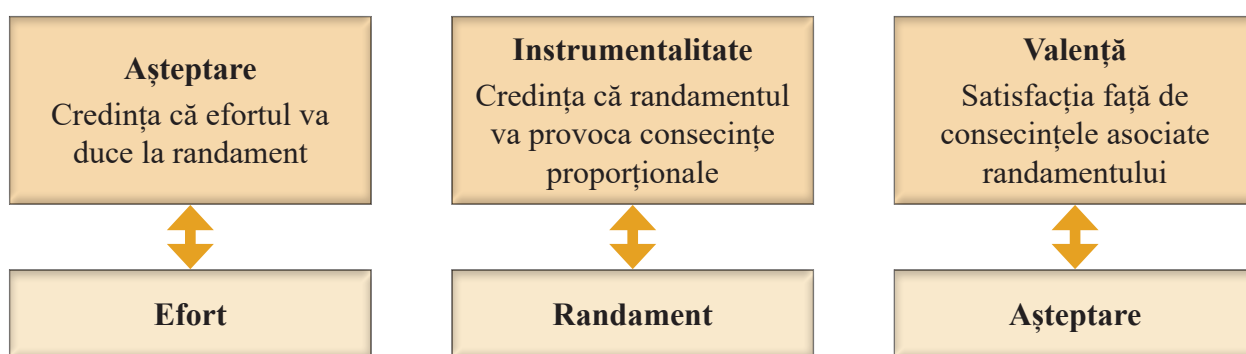 Așteptare
Credința că efortul va
duce la randament
Instrumentalitate
Credința că randamentul
va provoca consecințe
proporționale
Valență
Satisfacția față de
consecințele asociate
randamentului
Efort
Randament
Așteptare